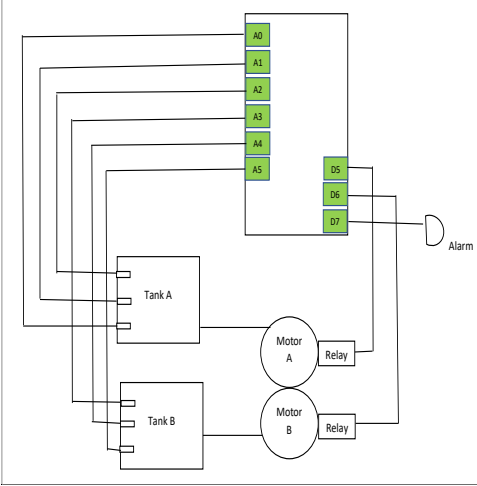 A0
A1
A2
A3
A4
A5
D5
D6
D7
Alarm
Tank A
Motor
A
Relay
Tank B
Motor
B
Relay